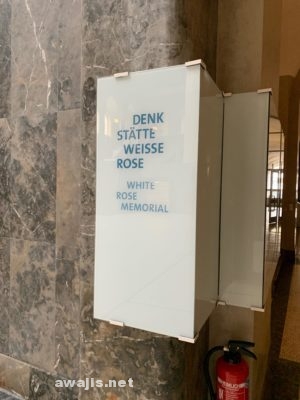 DENK
STÄTTE
WEISSE
ROSE
WHITE
ROSE
MEMORIAL
awajis.net